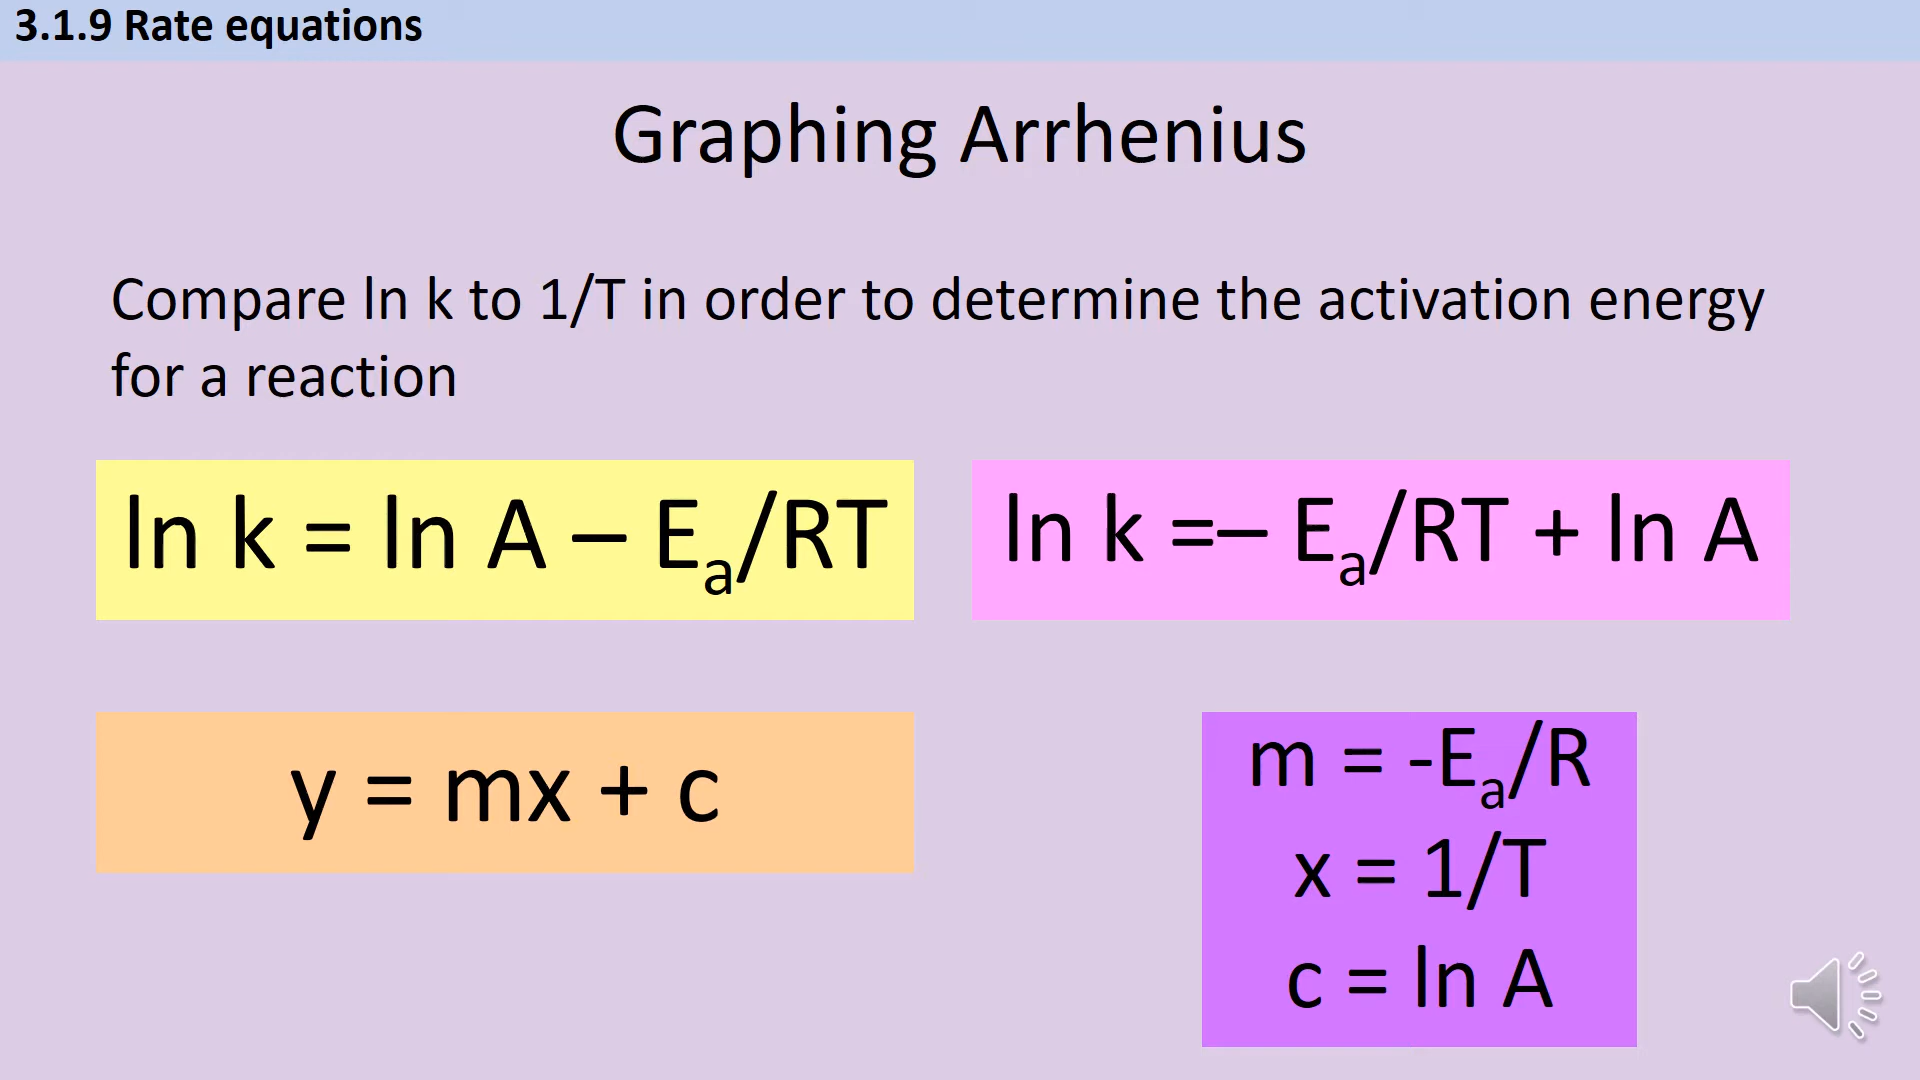 3.1.9 Rate equations
Graphing Arrhenius
Compare ln k to 1/T in order to determine the activation energy
for a reaction
ln k = ln A – Eₐ/RT
ln k =– Eₐ/RT + ln A
y = mx + c
m = -Eₐ/R
x = 1/T
c = ln A